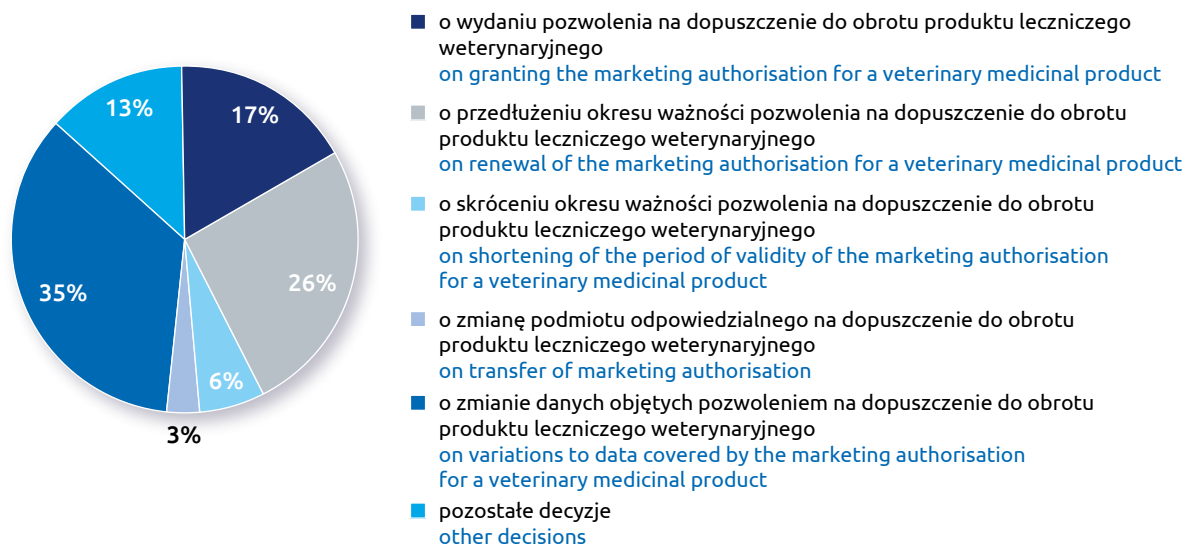 13%
17%
35%
26%
6%
3%
o wydaniu pozwolenia na dopuszczenie do obrotu produktu leczniczego
weterynaryjnego
on granting the marketing authorisation for a veterinary medicinal product
o przedłużeniu okresu ważności pozwolenia na dopuszczenie do obrotu
produktu leczniczego weterynaryjnego
on renewal of the marketing authorisation for a veterinary medicinal product
o skróceniu okresu ważności pozwolenia na dopuszczenie do obrotu
produktu leczniczego weterynaryjnego
on shortening of the period of validity of the marketing authorisation
for a veterinary medicinal product
o zmianę podmiotu odpowiedzialnego na dopuszczenie do obrotu
produktu leczniczego weterynaryjnego
on transfer of marketing authorisation
o zmianie danych objętych pozwoleniem na dopuszczenie do obrotu
produktu leczniczego weterynaryjnego
on variations to data covered by the marketing authorisation
for a veterinary medicinal product
pozostałe decyzje
other decisions